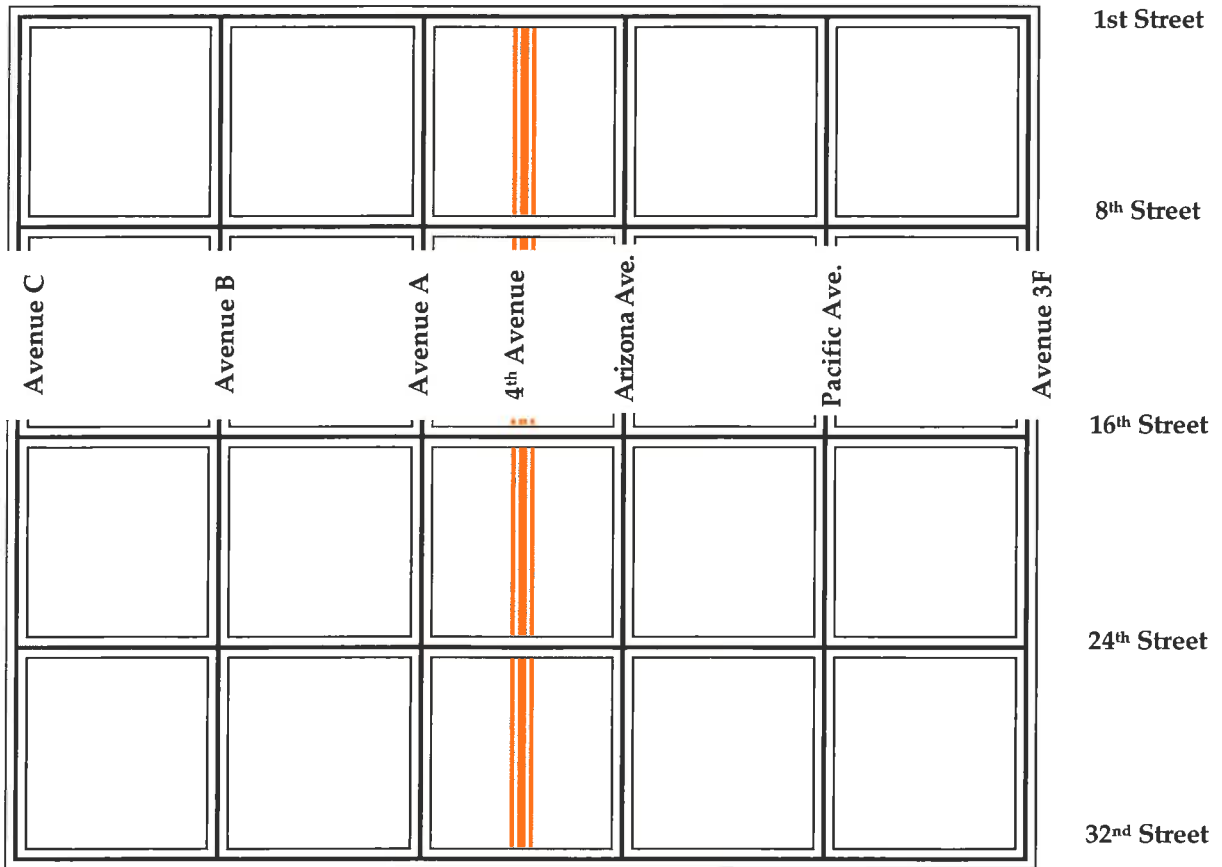 1st Street
8th Street
Avenue C
Avenue B
Avenue A
4th Avenue
Arizona Ave.
Pacific Ave.
Avenue 3F
16th Street
24th Street
32nd Street